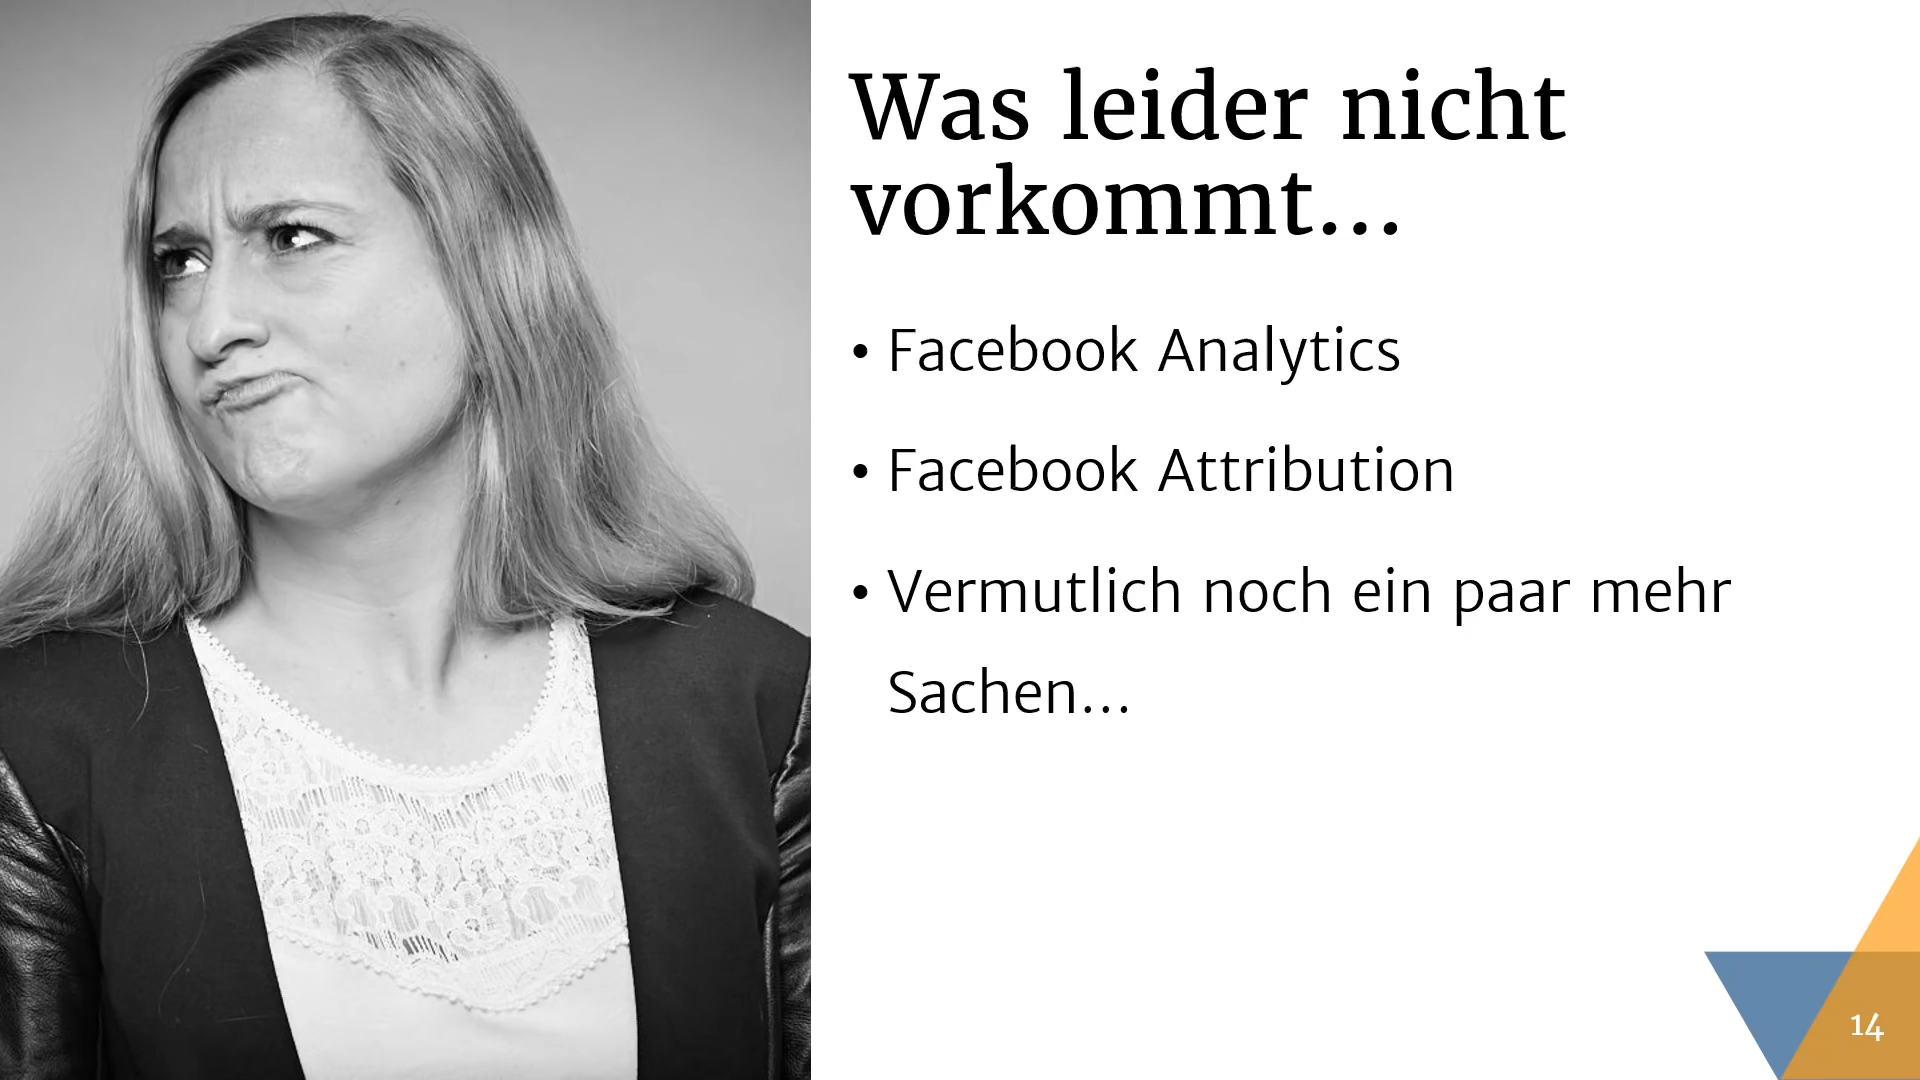 Was leider nicht
vorkommt…
• Facebook Analytics
• Facebook Attribution
• Vermutlich noch ein paar mehr
Sachen…
14